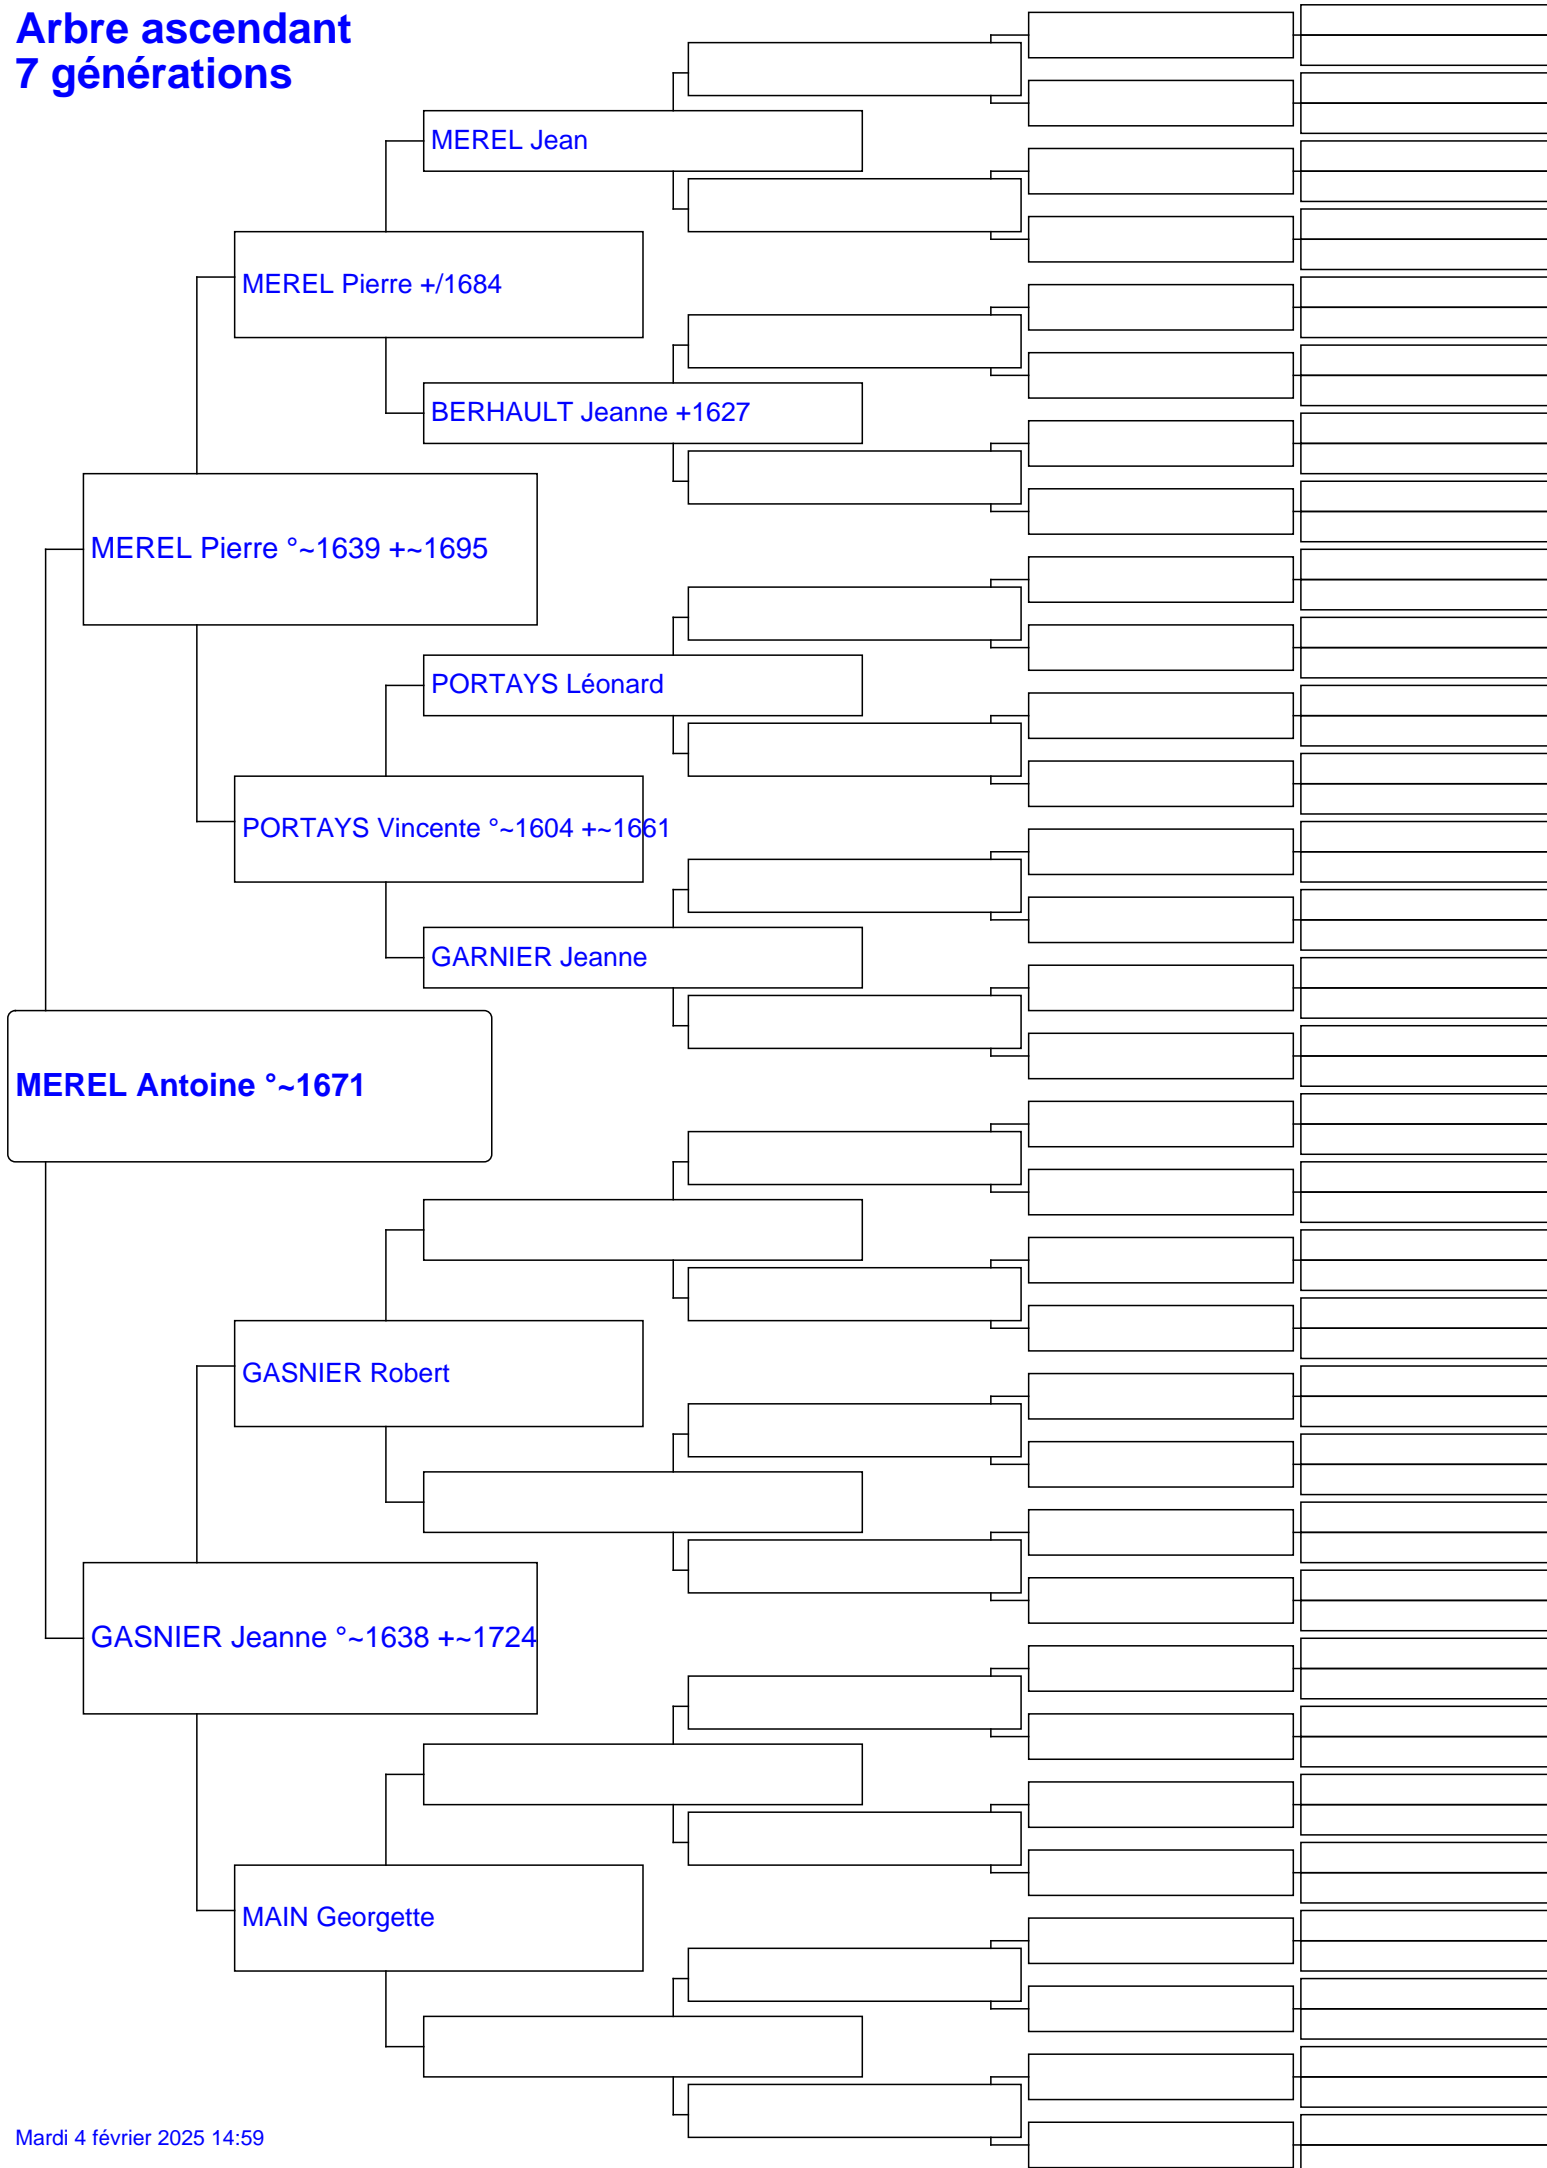 Arbre ascendant
7 générations
MEREL Jean
MEREL Pierre +/1684
BERHAULT Jeanne +1627
MEREL Pierre °~1639 +~1695
PORTAYS Léonard
PORTAYS Vincente °~1604 +~1661
GARNIER Jeanne
MEREL Antoine °~1671
GASNIER Robert
GASNIER Jeanne °~1638 +~1724
MAIN Georgette
Mardi 4 février 2025 14:59